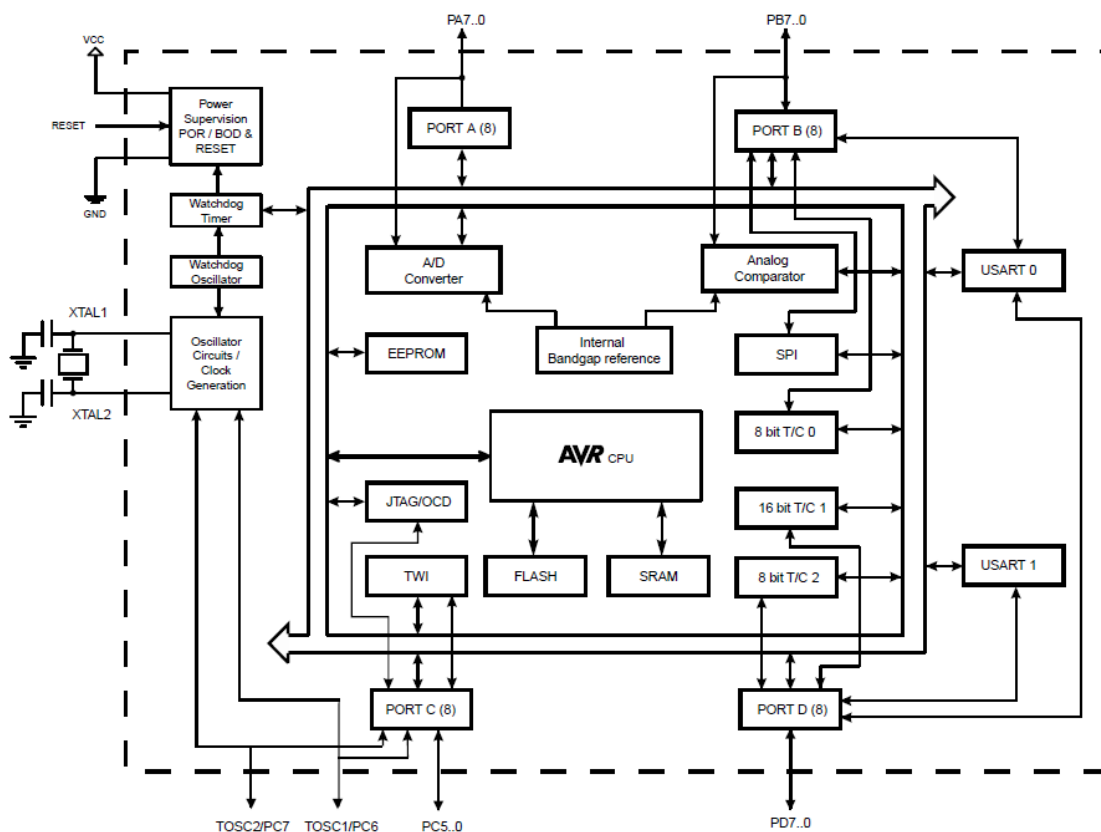 PA7..0
PB7..0
VCC
Power
Supervision
POR / BOD &
RESET
RESET
GND
PORT A (8)
PORT B (8)
Watchdog
Timer
Watchdog
Oscillator
A/D
Converter
Analog
Comparator
USART 0
XTAL1
Oscillator
Circuits /
Clock
Generation
XTAL2
EEPROM
Internal
Bandgap reference
SPI
8 bit T/C 0
AVR CPU
JTAG/OCD
16 bit T/C 1
TWI
FLASH
SRAM
8 bit T/C 2
USART 1
PORT C (8)
PORT D (8)
TOSC2/PC7
TOSC1/PC6
PC5..0
PD7..0